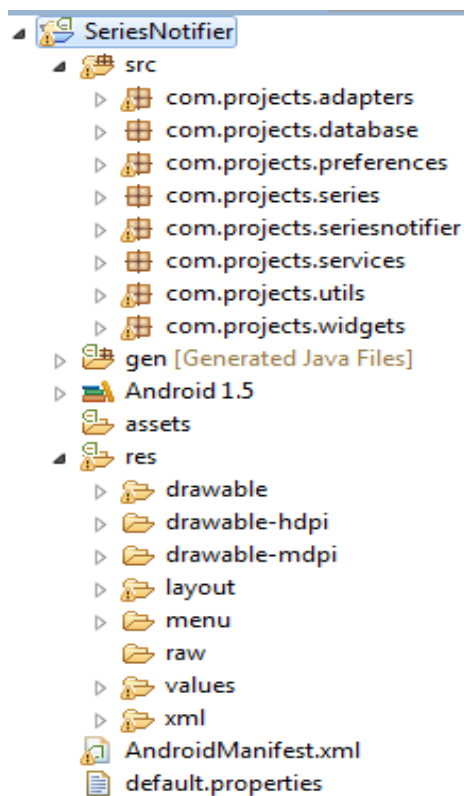 SeriesNotifier
src
com.projects.adapters
com.projects.database
com.projects.preferences
com.projects.series
com.projects.seriesnotifier
com.projects.services
com.projects.utils
com.projects.widgets
gen [Generated Java Files]
Android 1.5
assets
res
drawable
drawable-hdpi
drawable-mdpi
layout
menu
raw
values
xml
AndroidManifest.xml
default.properties